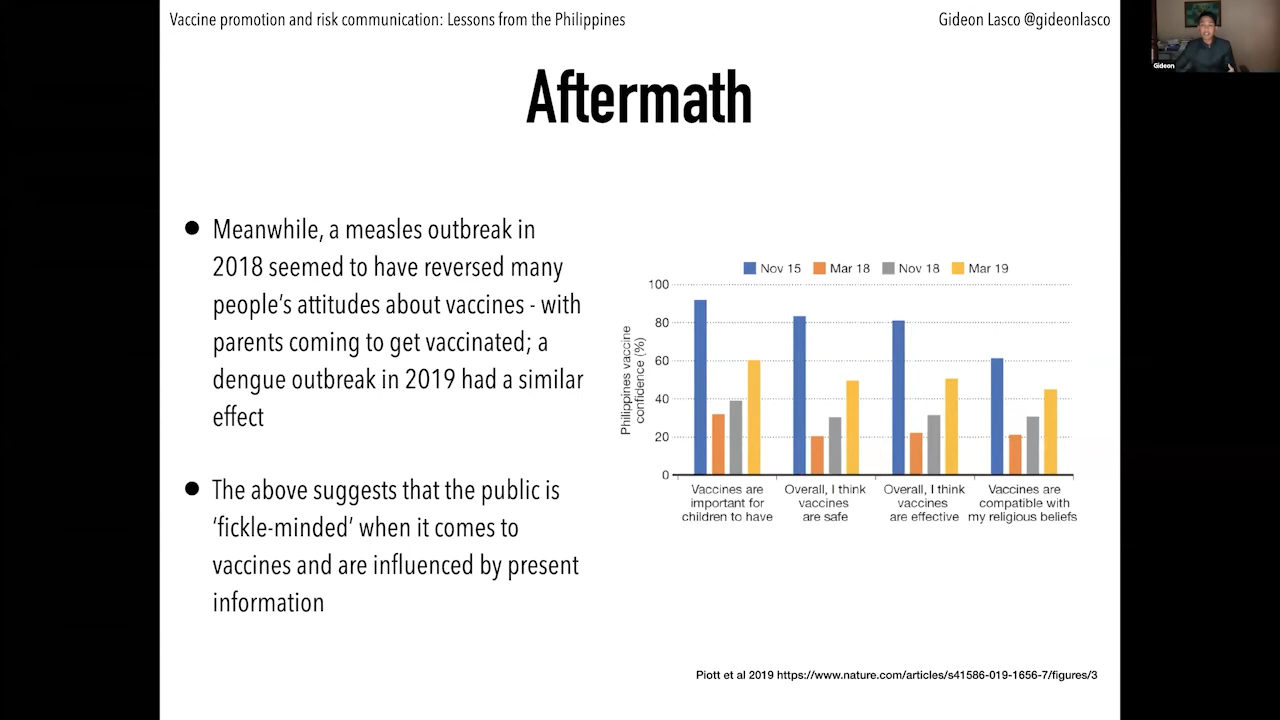 Vaccine promotion and risk communication: Lessons from the Philippines
Gideon Lasco @gideonlasco
Gideon
Aftermath
● Meanwhile, a measles outbreak in
2018 seemed to have reversed many
people’s attitudes about vaccines - with
parents coming to get vaccinated; a
dengue outbreak in 2019 had a similar
effect
● The above suggests that the public is
‘fickle-minded’ when it comes to
vaccines and are influenced by present
information
Nov 15 Mar 18 Nov 18 Mar 19
Philippines vaccine
confidence (%)
100
80
60
40
20
0
Vaccines are
important for
children to have
Overall, I think
vaccines
are safe
Overall, I think
vaccines
are effective
Vaccines are
compatible with
my religious beliefs
Piott et al 2019 https://www.nature.com/articles/s41586-019-1656-7/figures/3